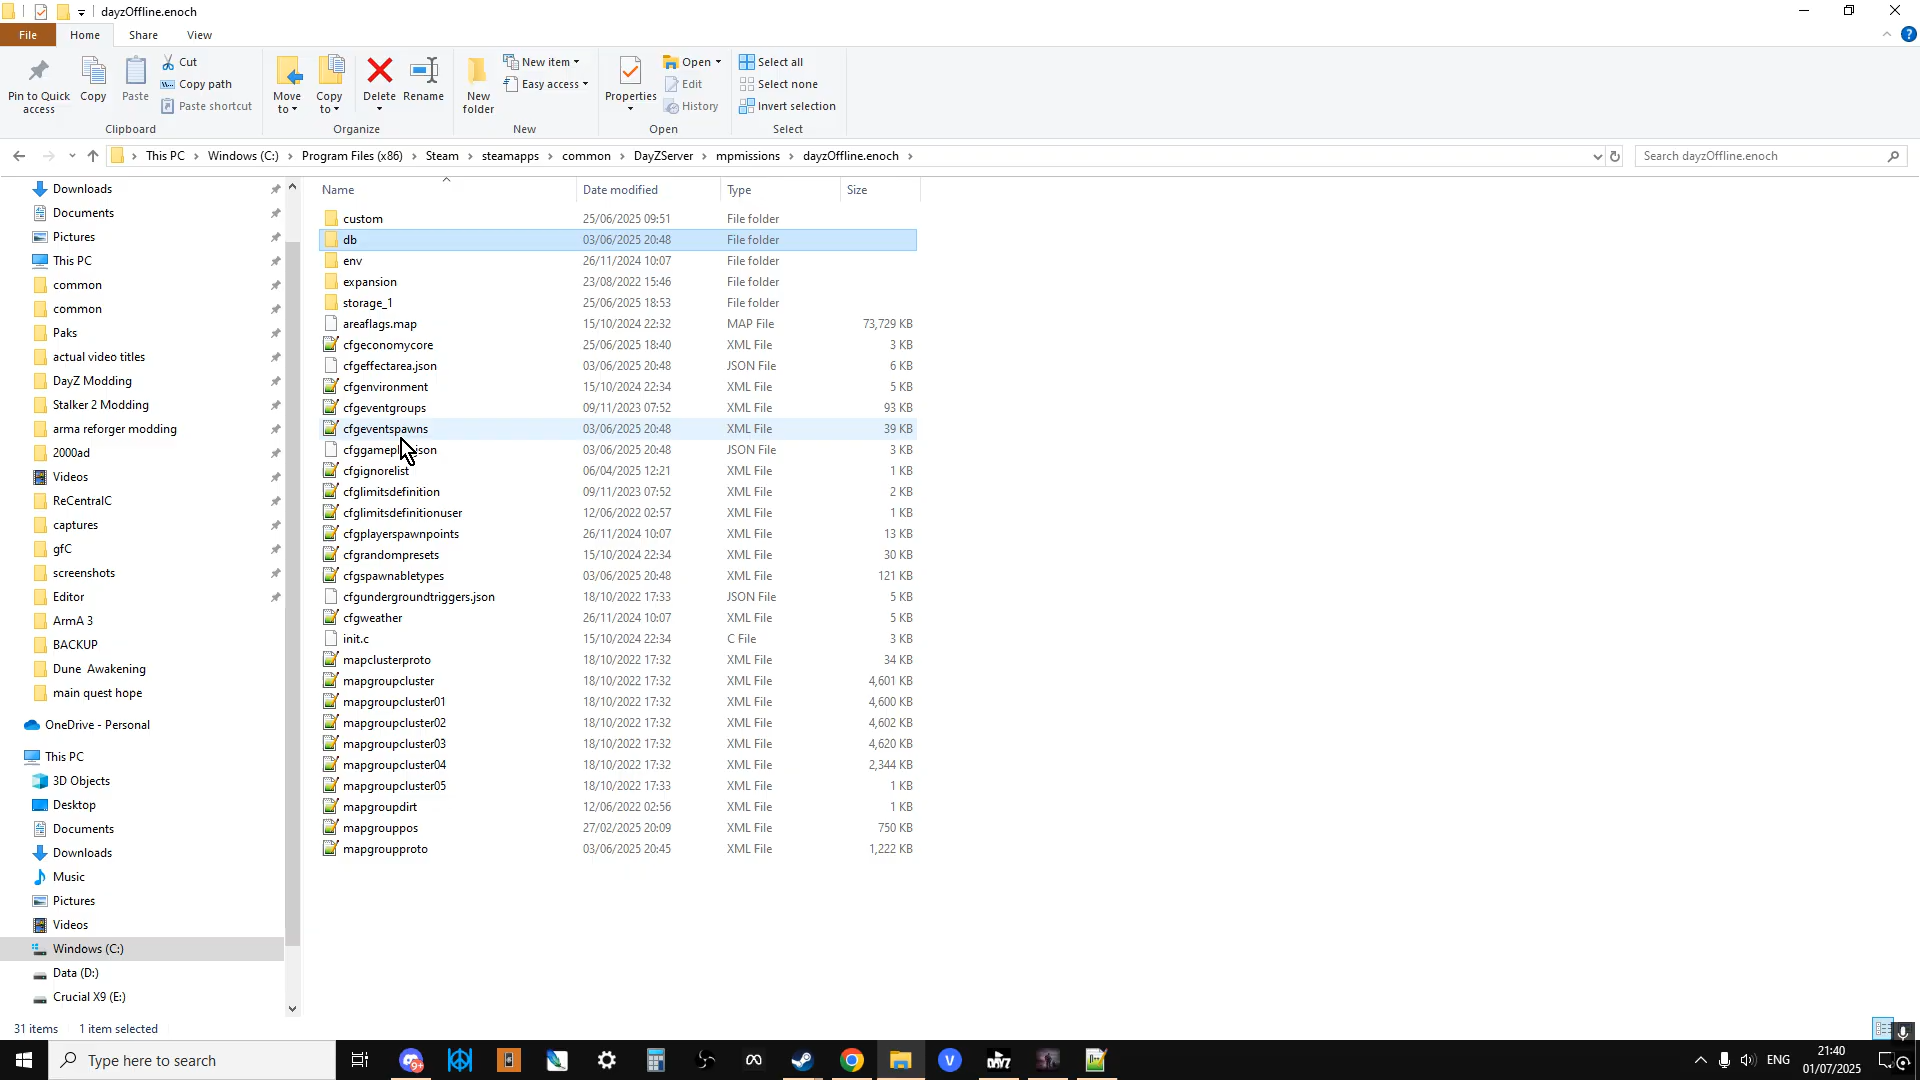 dayzOffline.enoch
File Home Share View
Pin to Quick access
Copy
Paste
Cut
Copy path
Paste shortcut
Clipboard
Move to
Copy to
Delete
Rename
Organize
New folder
New item
Easy access
New
Properties
Open
Edit
History
Open
Select all
Select none
Invert selection
Select
This PC > Windows (C:) > Program Files (x86) > Steam > steamapps > common > DayZServer > mpmissions > dayzOffline.enoch >
Search dayzOffline.enoch
Downloads
Documents
Pictures
This PC
common
common
Paks
actual video titles
DayZ Modding
Stalker 2 Modding
arma reforger modding
2000ad
Videos
ReCentralC
captures
gfC
screenshots
Editor
ArmA 3
BACKUP
Dune Awakening
main quest hope
OneDrive - Personal
This PC
3D Objects
Desktop
Documents
Downloads
Music
Pictures
Videos
Windows (C:)
Data (D:)
Crucial X9 (E:)
Name Date modified Type Size
custom 25/06/2025 09:51 File folder
db 03/06/2025 20:48 File folder
env 26/11/2024 10:07 File folder
expansion 23/08/2022 15:46 File folder
storage_1 25/06/2025 18:53 File folder
areaflags.map 15/10/2024 22:32 MAP File 73,729 KB
cfgeconomycore 25/06/2025 18:40 XML File 3 KB
cfgeffectarea.json 03/06/2025 20:48 JSON File 6 KB
cfgenvironment 15/10/2024 22:34 XML File 5 KB
cfgeventgroups 09/11/2023 07:52 XML File 93 KB
cfgeventspawns 03/06/2025 20:48 XML File 39 KB
cfggamepl json 03/06/2025 20:48 JSON File 3 KB
cfgignorelist 06/04/2025 12:21 XML File 1 KB
cfglimitsdefinition 09/11/2023 07:52 XML File 2 KB
cfglimitsdefinitionuser 12/06/2022 02:57 XML File 1 KB
cfgplayerspawnpoints 26/11/2024 10:07 XML File 13 KB
cfgrandompresets 15/10/2024 22:34 XML File 30 KB
cfgspawnabletypes 03/06/2025 20:48 XML File 121 KB
cfgundergroundtriggers.json 18/10/2022 17:33 JSON File 5 KB
cfgweather 26/11/2024 10:07 XML File 5 KB
init.c 15/10/2024 22:34 C File 3 KB
mapclusterproto 18/10/2022 17:32 XML File 34 KB
mapgroupcluster 18/10/2022 17:32 XML File 4,601 KB
mapgroupcluster01 18/10/2022 17:32 XML File 4,600 KB
mapgroupcluster02 18/10/2022 17:32 XML File 4,602 KB
mapgroupcluster03 18/10/2022 17:32 XML File 4,620 KB
mapgroupcluster04 18/10/2022 17:32 XML File 2,344 KB
mapgroupcluster05 18/10/2022 17:33 XML File 1 KB
mapgroupdirt 12/06/2022 02:56 XML File 1 KB
mapgrouppos 27/02/2025 20:09 XML File 750 KB
mapgroupproto 03/06/2025 20:45 XML File 1,222 KB
31 items 1 item selected
Type here to search
ENG
21:40
01/07/2025